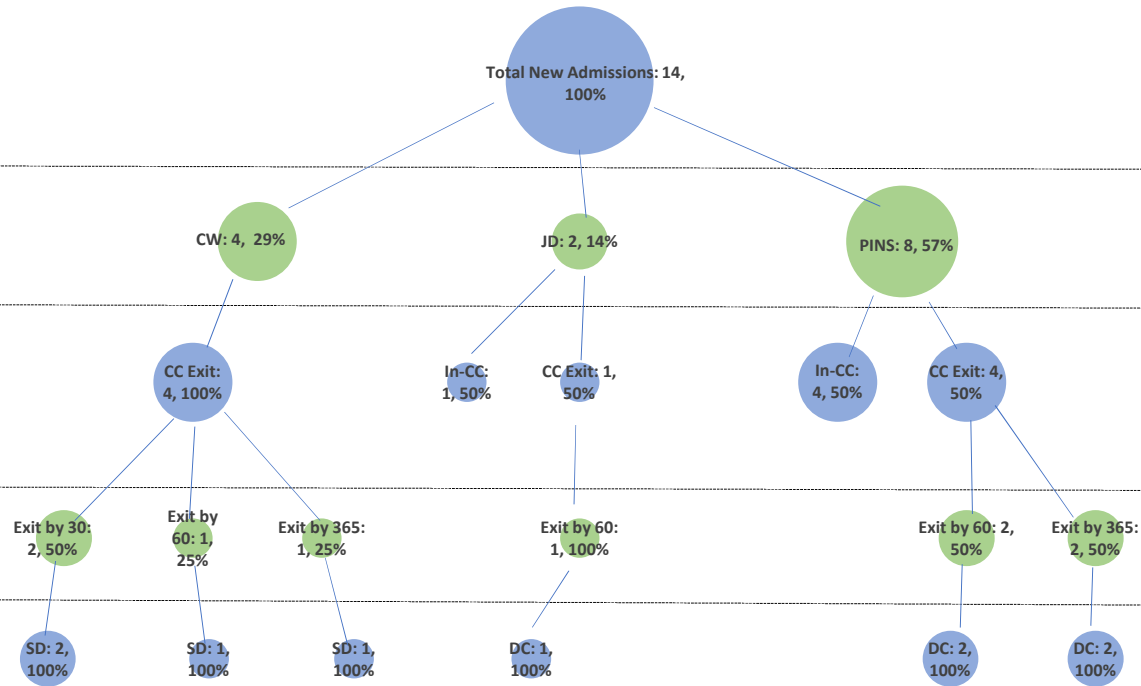 Total New Admissions: 14,
100%
CW: 4, 29%
JD: 2, 14%
PINS: 8, 57%
CC Exit:
4, 100%
In-CC:
1, 50%
CC Exit: 1,
50%
In-CC:
4, 50%
CC Exit: 4,
50%
Exit by 30:
2, 50%
Exit by
60: 1,
25%
Exit by 365:
1, 25%
Exit by 60:
1, 100%
Exit by 60: 2,
50%
Exit by 365:
2, 50%
SD: 2,
100%
SD: 1,
100%
SD: 1,
100%
DC: 1,
100%
DC: 2,
100%
DC: 2,
100%